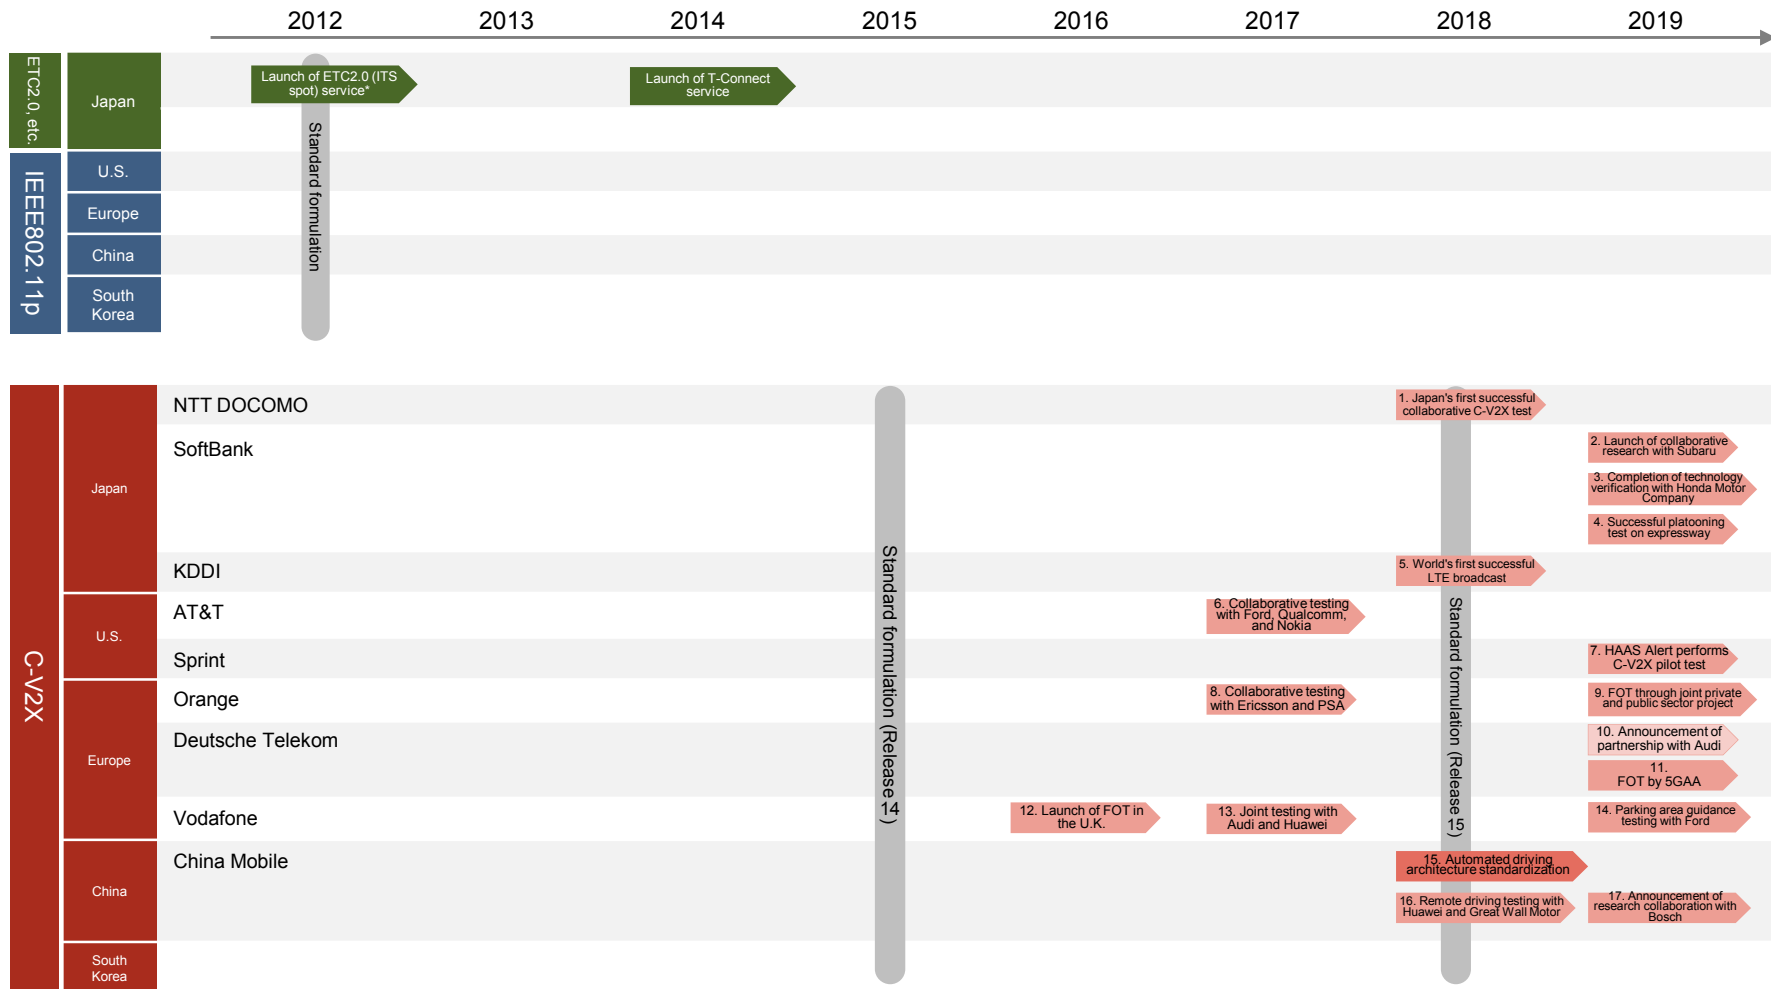 2012 2013 2014 2015 2016 2017 2018 2019
ETC2.0, etc.
Japan
Launch of ETC2.0 (ITS
spot) service*
Launch of T-Connect
service
Standard formulation
IEEE802.11p
U.S.
Europe
China
South
Korea
C-V2X
Japan
NTT DOCOMO
1. Japan's first successful
collaborative C-V2X test
SoftBank
2. Launch of collaborative
research with Subaru
3. Completion of technology
verification with Honda Motor
Company
4. Successful platooning
test on expressway
KDDI
5. World's first successful
LTE broadcast
Standard formulation (Release 14)
Standard formulation (Release 15)
U.S.
AT&T
6. Collaborative testing
with Ford, Qualcomm,
and Nokia
Sprint
7. HAAS Alert performs
C-V2X pilot test
Europe
Orange
8. Collaborative testing
with Ericsson and PSA
9. FOT through joint private
and public sector project
Deutsche Telekom
10. Announcement of
partnership with Audi
11.
FOT by 5GAA
Vodafone
12. Launch of FOT in
the U.K.
13. Joint testing with
Audi and Huawei
14. Parking area guidance
testing with Ford
China
China Mobile
15. Automated driving
architecture standardization
16. Remote driving testing with
Huawei and Great Wall Motor
17. Announcement of
research collaboration with
Bosch
South
Korea